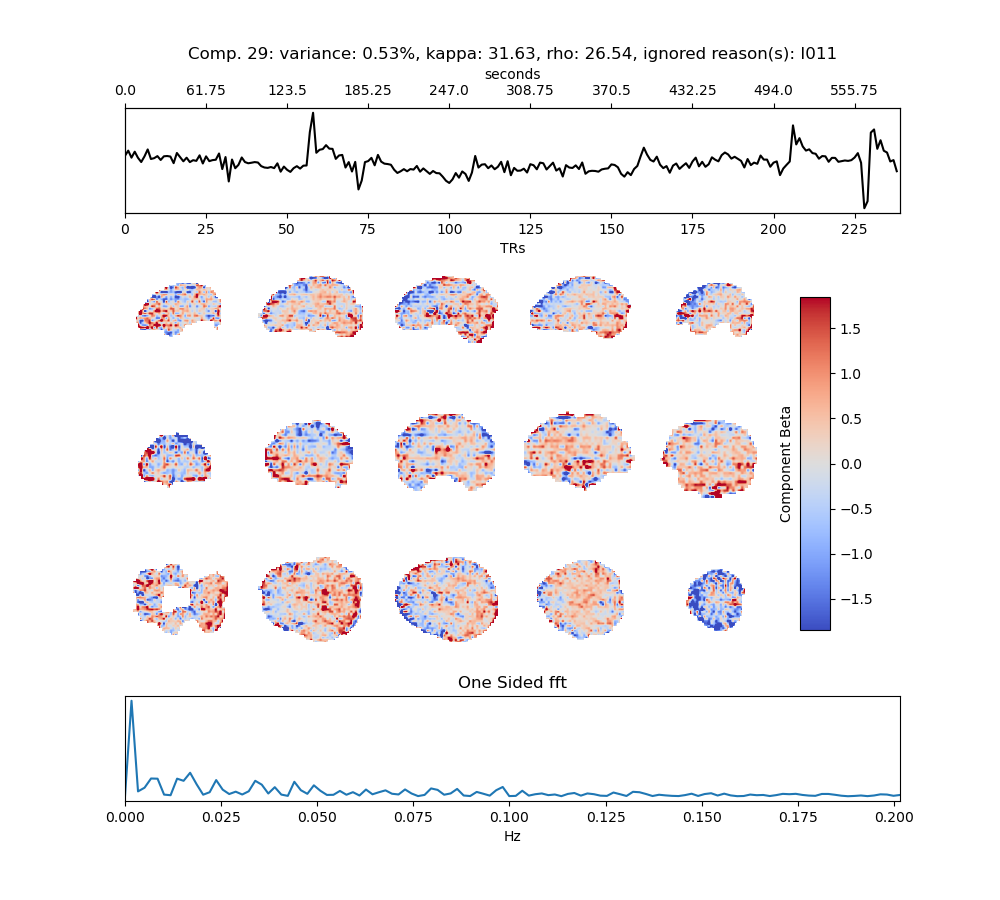 Comp. 29: variance: 0.53%, kappa: 31.63, rho: 26.54, ignored reason(s): I011
seconds
0.0 61.75 123.5 185.25 247.0 308.75 370.5 432.25 494.0 555.75
0 25 50 75 100 125 150 175 200 225
TRs
1.5
1.0
0.5
0.0
−0.5
−1.0
−1.5
Component Beta
One Sided fft
0.000 0.025 0.050 0.075 0.100 0.125 0.150 0.175 0.200
Hz